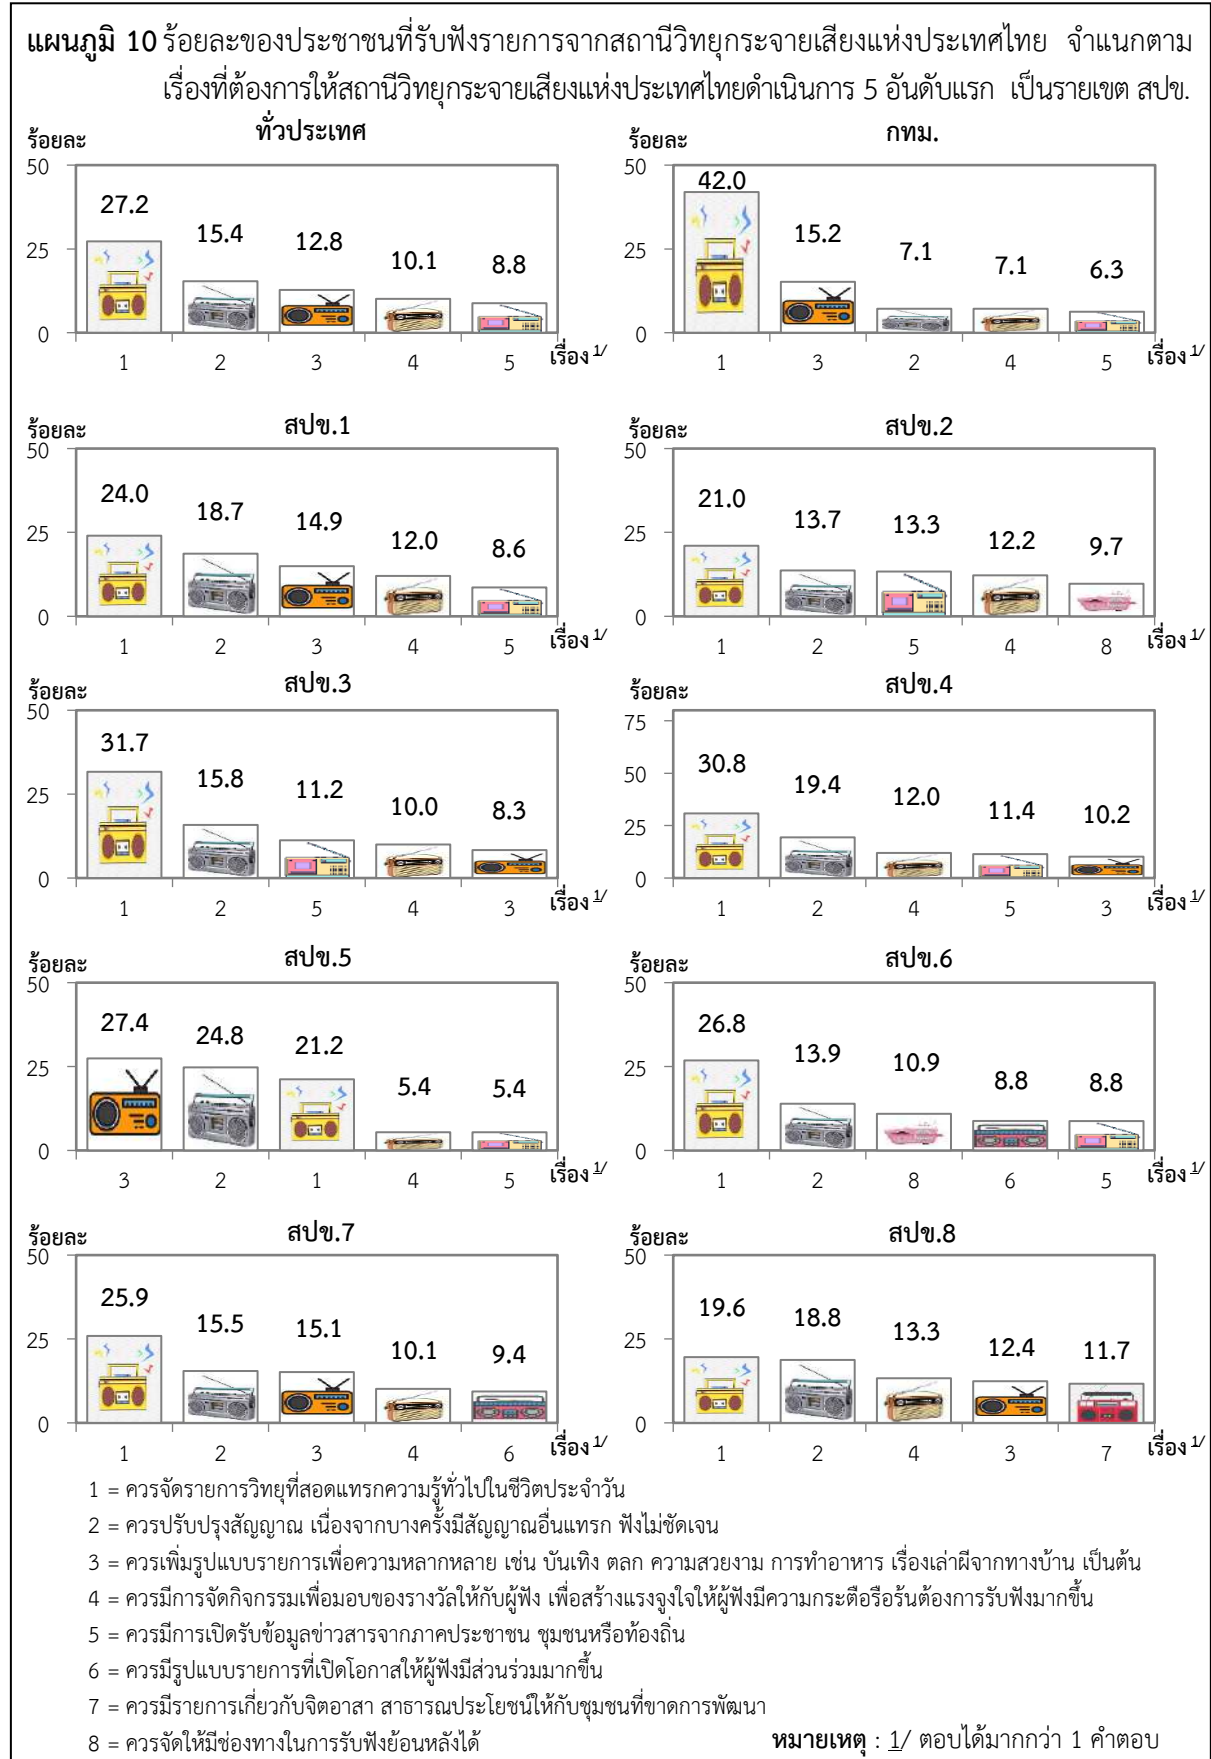 แผนภูมิ 10 ร้อยละของประชาชนที่รับฟังรายการจากสถานีวิทยุกระจายเสียงแห่งประเทศไทย จำแนกตาม
เรื่องที่ต้องการให้สถานีวิทยุกระจายเสียงแห่งประเทศไทยดำเนินการ 5 อันดับแรก เป็นรายเขต สปข.
ทั่วประเทศ
ร้อยละ
50
25
0
27.2 15.4 12.8 10.1 8.8
1 2 3 4 5 เรื่อง 1/
กทม.
ร้อยละ
50
25
0
42.0 15.2 7.1 7.1 6.3
1 3 2 4 5 เรื่อง 1/
สปข.1
ร้อยละ
50
25
0
24.0 18.7 14.9 12.0 8.6
1 2 3 4 5 เรื่อง 1/
สปข.2
ร้อยละ
50
25
0
21.0 13.7 13.3 12.2 9.7
1 2 5 4 8 เรื่อง 1/
สปข.3
ร้อยละ
50
25
0
31.7 15.8 11.2 10.0 8.3
1 2 5 4 3 เรื่อง 1/
สปข.4
ร้อยละ
75
50
25
0
30.8 19.4 12.0 11.4 10.2
1 2 4 5 3 เรื่อง 1/
สปข.5
ร้อยละ
50
25
0
27.4 24.8 21.2 5.4 5.4
3 2 1 4 5 เรื่อง 1/
สปข.6
ร้อยละ
50
25
0
26.8 13.9 10.9 8.8 8.8
1 2 8 6 5 เรื่อง 1/
สปข.7
ร้อยละ
50
25
0
25.9 15.5 15.1 10.1 9.4
1 2 3 4 6 เรื่อง 1/
สปข.8
ร้อยละ
50
25
0
19.6 18.8 13.3 12.4 11.7
1 2 4 3 7 เรื่อง 1/
1 = ควรจัดรายการวิทยุที่สอดแทรกความรู้ทั่วไปในชีวิตประจำวัน
2 = ควรปรับปรุงสัญญาณ เนื่องจากบางครั้งมีสัญญาณอื่นแทรก ฟังไม่ชัดเจน
3 = ควรเพิ่มรูปแบบรายการเพื่อความหลากหลาย เช่น บันเทิง ตลก ความสวยงาม การทำอาหาร เรื่องเล่าผีจากทางบ้าน เป็นต้น
4 = ควรมีการจัดกิจกรรมเพื่อมอบของรางวัลให้กับผู้ฟัง เพื่อสร้างแรงจูงใจให้ผู้ฟังมีความกระตือรือร้นต้องการรับฟังมากขึ้น
5 = ควรมีการเปิดรับข้อมูลข่าวสารจากภาคประชาชน ชุมชนหรือท้องถิ่น
6 = ควรมีรูปแบบรายการที่เปิดโอกาสให้ผู้ฟังมีส่วนร่วมมากขึ้น
7 = ควรมีรายการเกี่ยวกับจิตอาสา สาธารณประโยชน์ให้กับชุมชนที่ขาดการพัฒนา
8 = ควรจัดให้มีช่องทางในการรับฟังย้อนหลังได้
หมายเหตุ : 1/ ตอบได้มากกว่า 1 คำตอบ